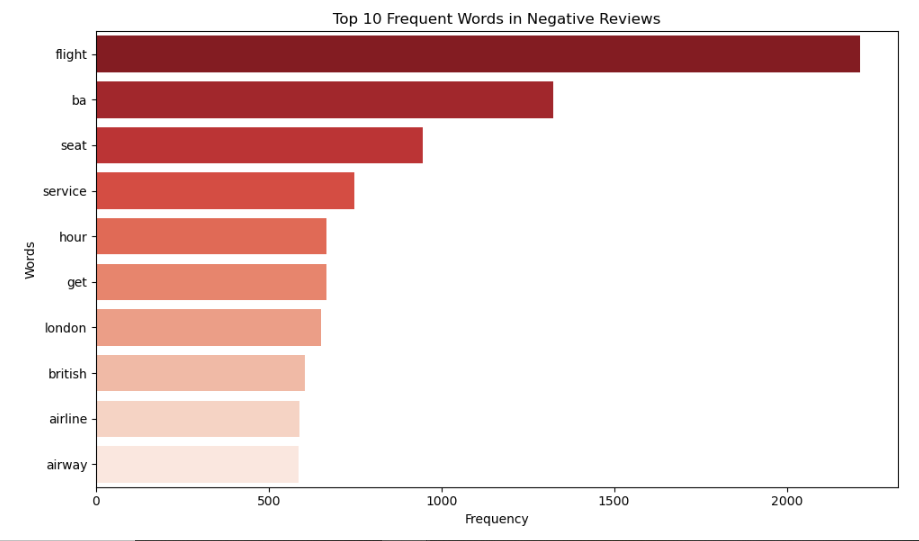 Top 10 Frequent Words in Negative Reviews
flight
ba
seat
service
hour
get
london
british
airline
airway
Words
0 500 1000 1500 2000
Frequency